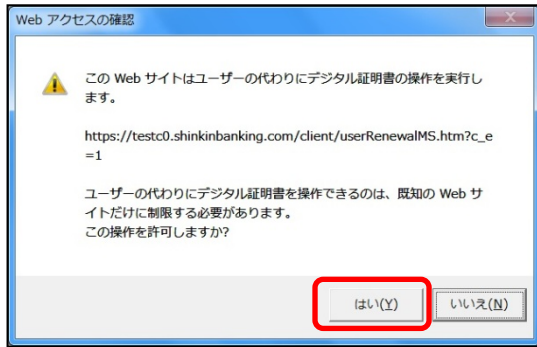 Web アクセスの確認
この Web サイトはユーザーの代わりにデジタル証明書の操作を実行し
ます。
https://testc0.shinkinbanking.com/client/userRenewalMS.htm?c_e
=1
ユーザーの代わりにデジタル証明書を操作できるのは、既知の Web サ
イトだけに制限する必要があります。
この操作を許可しますか?
はい(Y) いいえ(N)